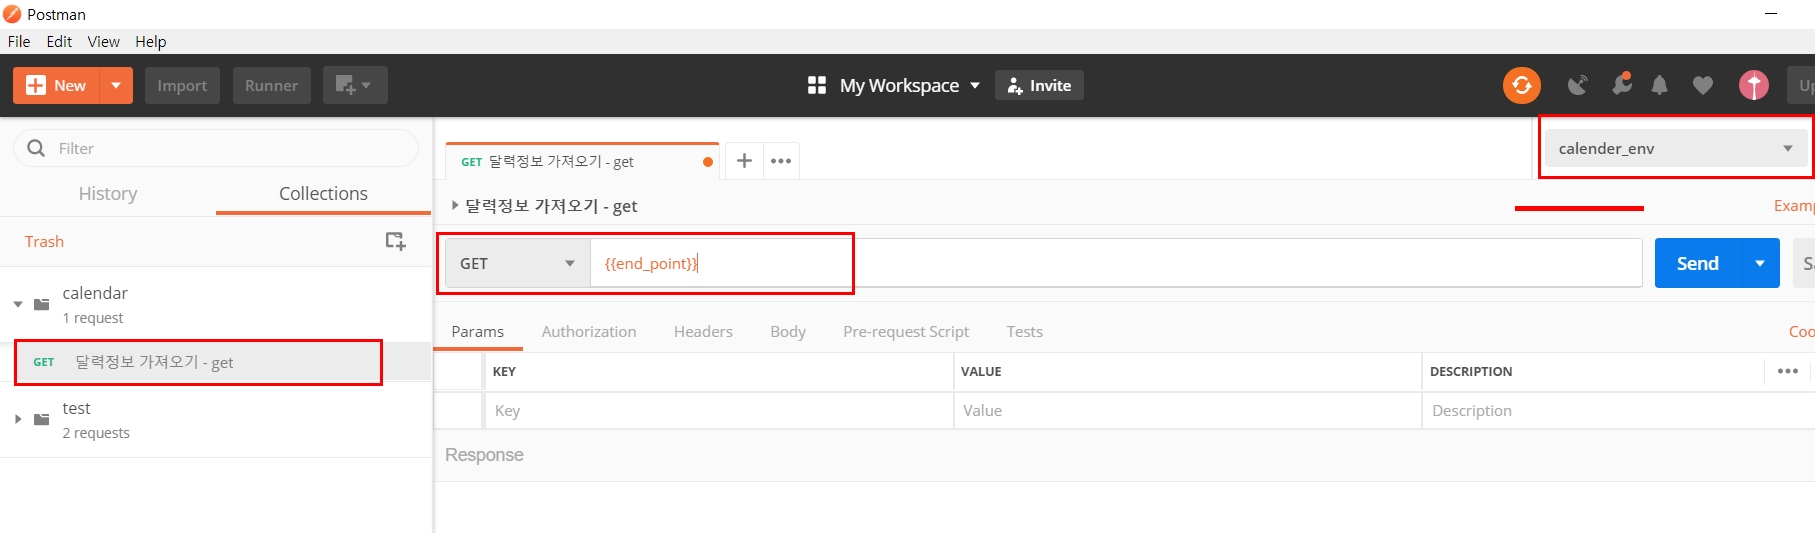 Postman
File Edit View Help
New Import Runner My Workspace Invite Up
Filter
History Collections
Trash
calendar
1 request
GET 달력정보 가져오기 - get
test
2 requests
GET 달력정보 가져오기 - get
calender_env
달력정보 가져오기 - get
Examp
GET {{end_point}} Send Sa
Params Authorization Headers Body Pre-request Script Tests Coo
KEY VALUE DESCRIPTION
Key Value Description
Response